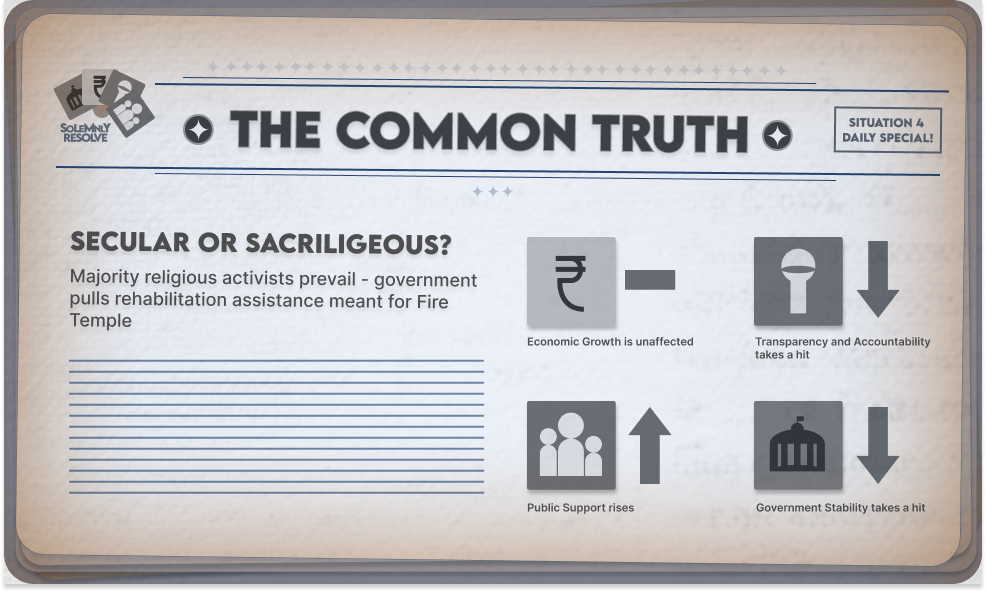 SOLEMNLY
RESOLVE
THE COMMON TRUTH
SITUATION 4
DAILY SPECIAL!
SECULAR OR SACRILIGEOUS?
Majority religious activists prevail - government
pulls rehabilitation assistance meant for Fire
Temple
₹
Economic Growth is unaffected
Transparency and Accountability
takes a hit
Public Support rises
Government Stability takes a hit